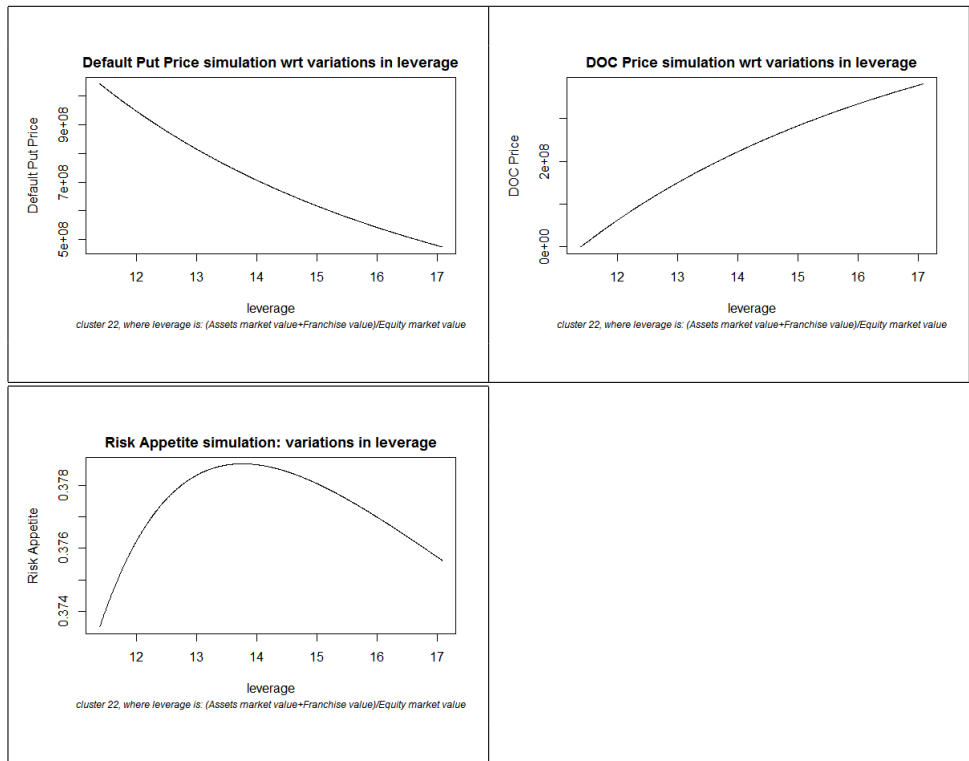 Default Put Price simulation wrt variations in leverage
Default Put Price
9e+08
7e+08
5e+08
12 13 14 15 16 17
leverage
cluster 22, where leverage is: (Assets market value+Franchise value)/Equity market value
DOC Price simulation wrt variations in leverage
DOC Price
2e+08
0e+00
12 13 14 15 16 17
leverage
cluster 22, where leverage is: (Assets market value+Franchise value)/Equity market value
Risk Appetite simulation: variations in leverage
Risk Appetite
0.378
0.376
0.374
12 13 14 15 16 17
leverage
cluster 22, where leverage is: (Assets market value+Franchise value)/Equity market value